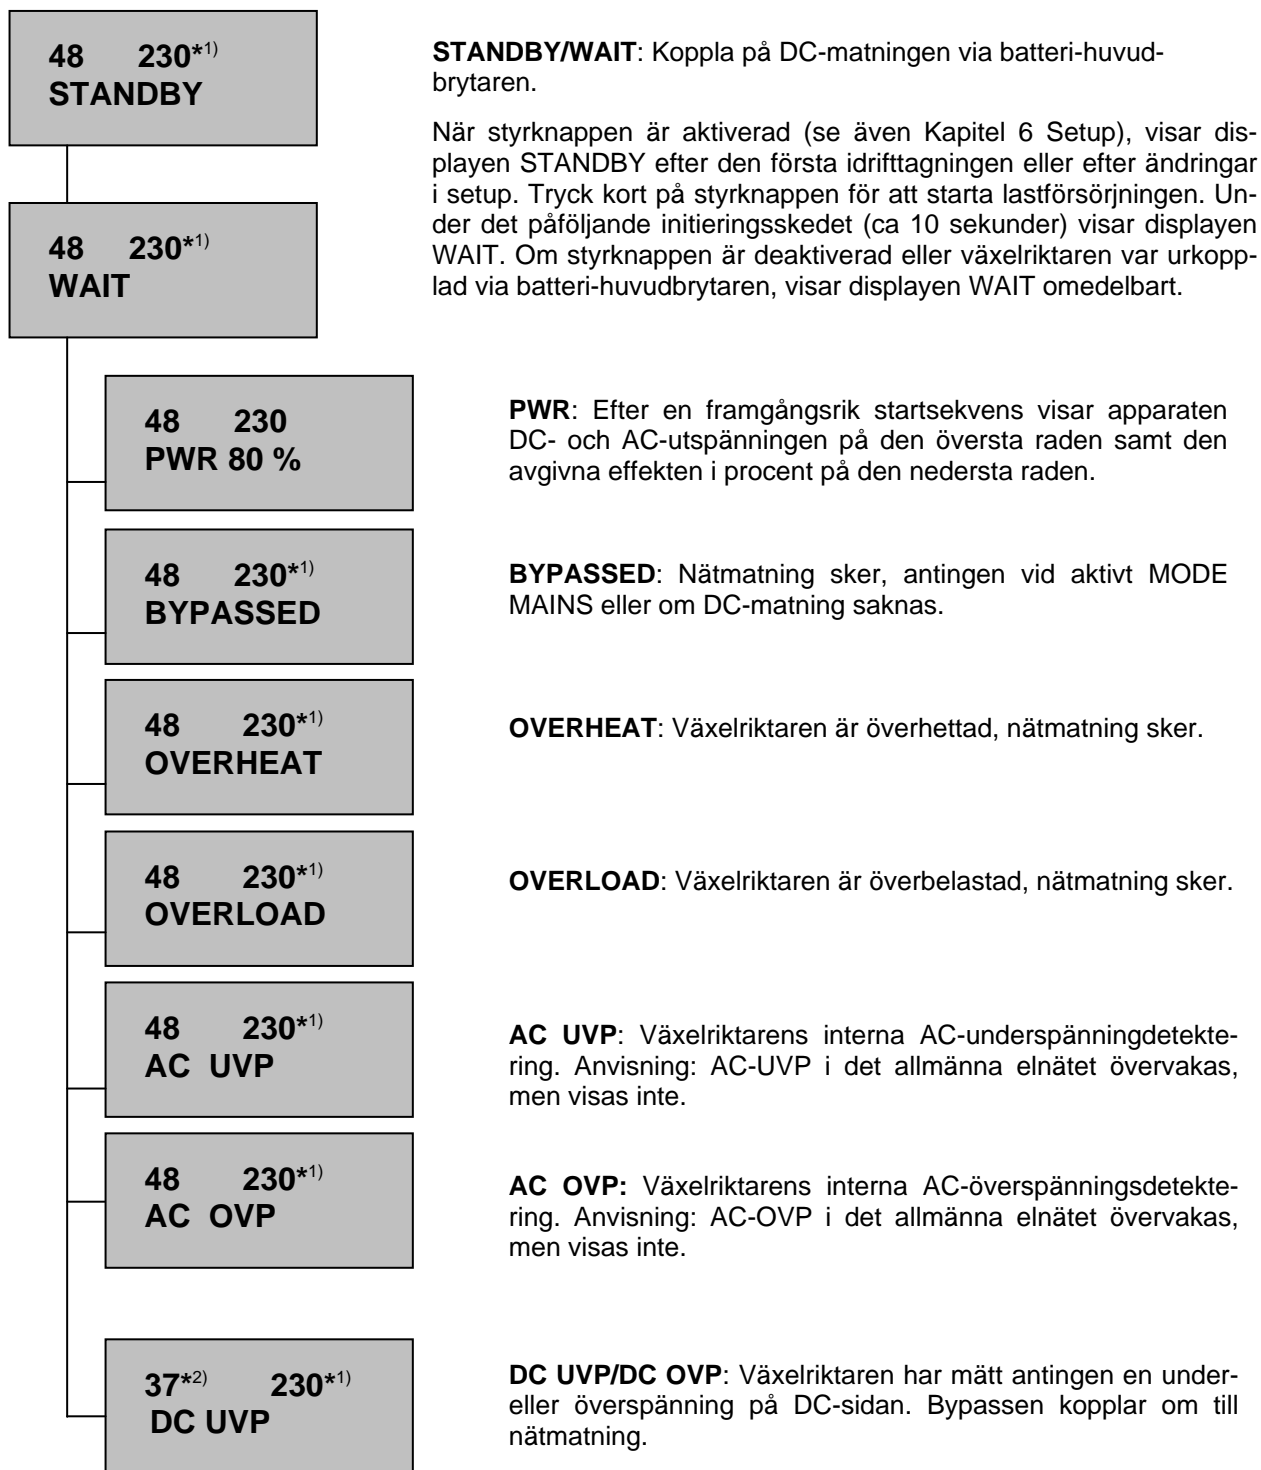 48 230*1)
STANDBY
STANDBY/WAIT: Koppla på DC-matningen via batteri-huvud-
brytaren.
När styrknappen är aktiverad (se även Kapitel 6 Setup), visar dis-
playen STANDBY efter den första idrifttagningen eller efter ändringar
i setup. Tryck kort på styrknappen för att starta lastförsörjningen. Un-
der det påföljande initieringsskedet (ca 10 sekunder) visar displayen
WAIT. Om styrknappen är deaktiverad eller växelriktaren var urkopp-
lad via batteri-huvudbrytaren, visar displayen WAIT omedelbart.
48 230*1)
WAIT
48 230
PWR 80 %
PWR: Efter en framgångsrik startsekvens visar apparaten
DC- och AC-utspänningen på den översta raden samt den
avgivna effekten i procent på den nedersta raden.
48 230*1)
BYPASSED
BYPASSED: Nätmatning sker, antingen vid aktivt MODE
MAINS eller om DC-matning saknas.
48 230*1)
OVERHEAT
OVERHEAT: Växelriktaren är överhettad, nätmatning sker.
48 230*1)
OVERLOAD
OVERLOAD: Växelriktaren är överbelastad, nätmatning sker.
48 230*1)
AC UVP
AC UVP: Växelriktarens interna AC-underspänningdetekte-
ring. Anvisning: AC-UVP i det allmänna elnätet övervakas,
men visas inte.
48 230*1)
AC OVP
AC OVP: Växelriktarens interna AC-överspänningsdetekte-
ring. Anvisning: AC-OVP i det allmänna elnätet övervakas,
men visas inte.
37*2) 230*1)
DC UVP
DC UVP/DC OVP: Växelriktaren har mätt antingen en under-
eller överspänning på DC-sidan. Bypassen kopplar om till
nätmatning.